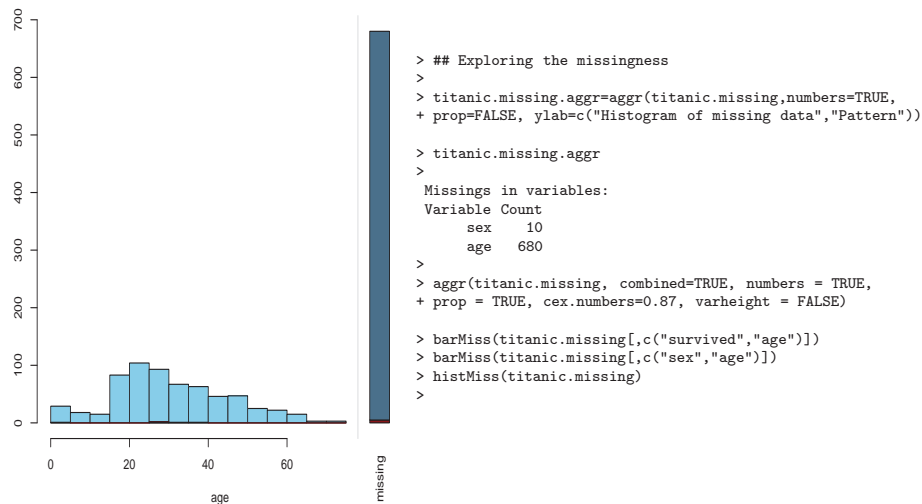 700
600
500
400
300
200
100
0
0 20 40 60
age
missing
> ## Exploring the missingness
>
> titanic.missing.aggr=aggr(titanic.missing,numbers=TRUE,
+ prop=FALSE, ylab=c("Histogram of missing data","Pattern"))
> titanic.missing.aggr
>
Missings in variables:
Variable Count
sex 10
age 680
>
> aggr(titanic.missing, combined=TRUE, numbers = TRUE,
+ prop = TRUE, cex.numbers=0.87, varheight = FALSE)
> barMiss(titanic.missing[,c("survived","age")])
> barMiss(titanic.missing[,c("sex","age")])
> histMiss(titanic.missing)
>